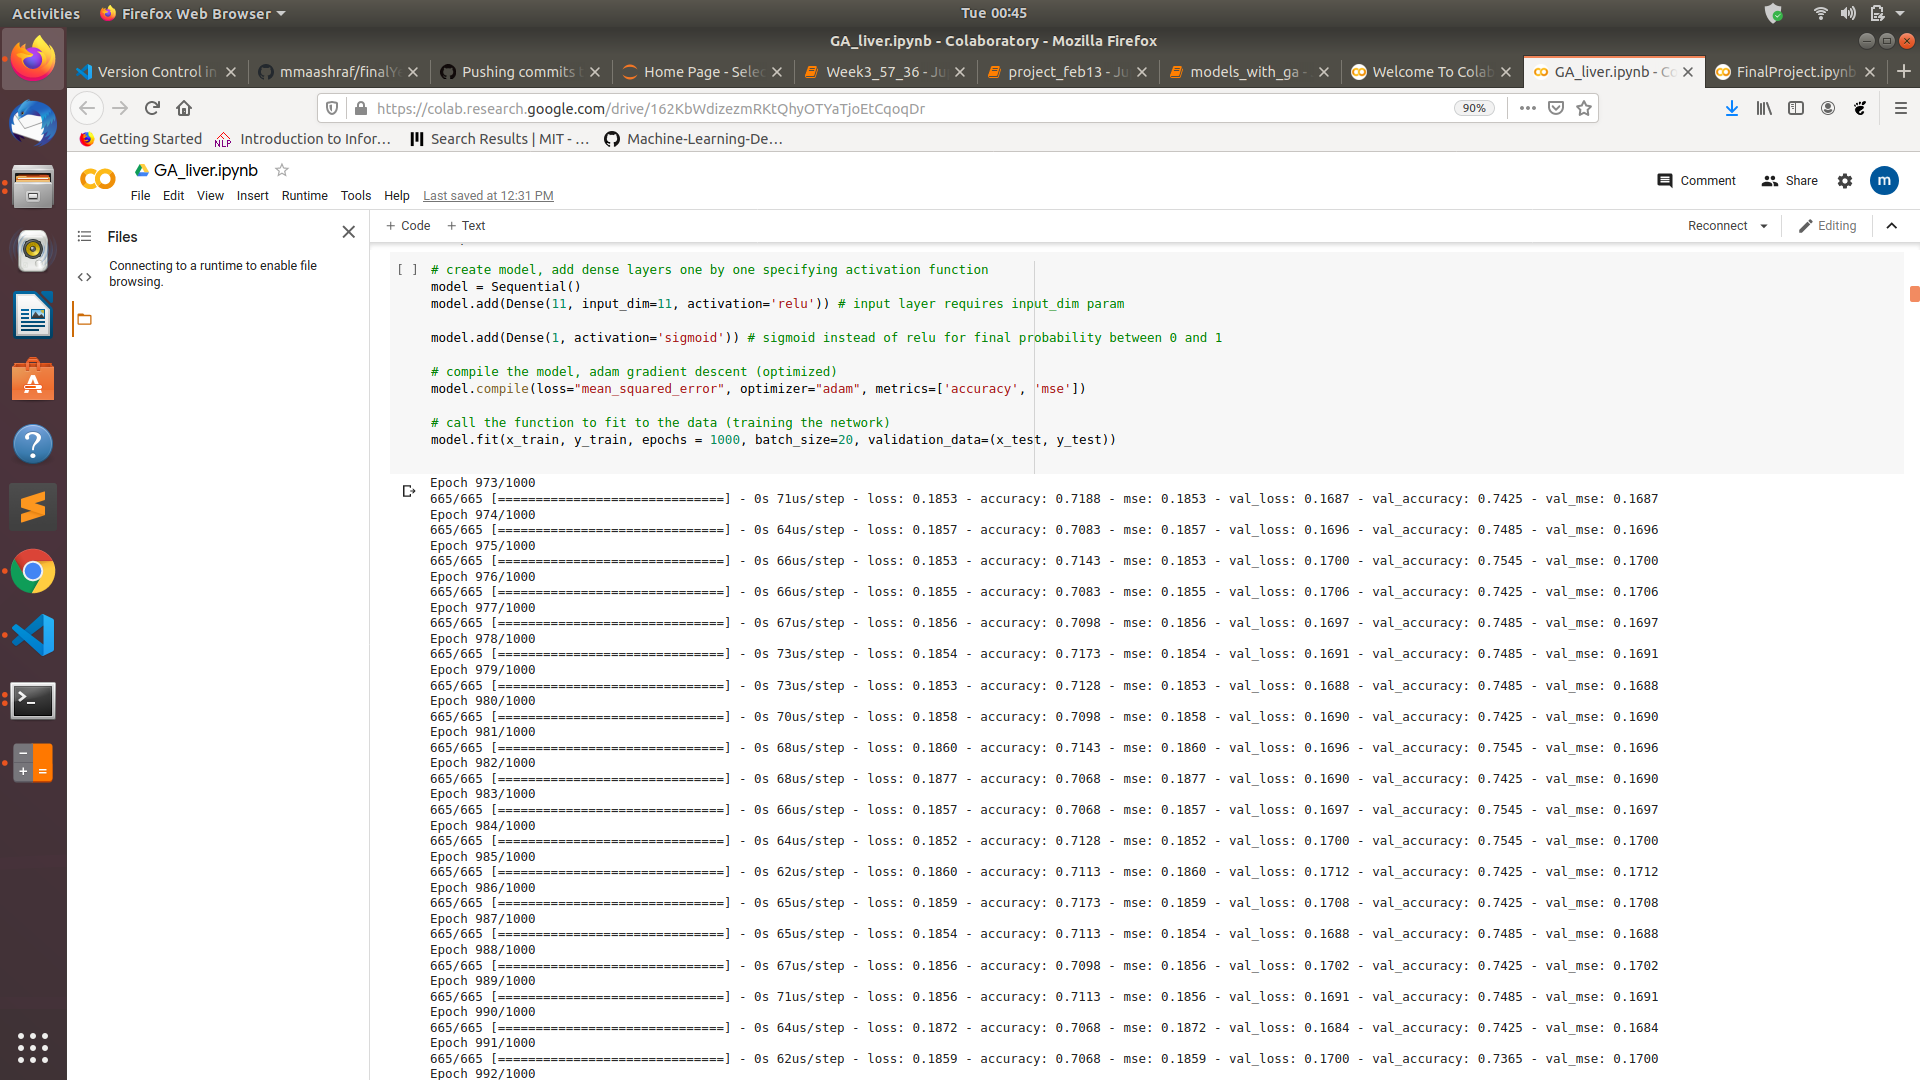 Activities
Firefox Web Browser
Tue 00:45
GA_liver.ipynb - Colaboratory - Mozilla Firefox
Version Control in
mmaashraf/finalYe
Pushing commits t
Home Page - Selec
Week3_57_36 - Ju
project_feb13 - Ju
models_with_ga -
Welcome To Colab
GA_liver.ipynb - Co
FinalProject.ipynb
https://colab.research.google.com/drive/162KbWdizezmRKtQhyOTYaTjoEtCqoqDr
90%
Getting Started
NLP
Introduction to Infor…
Search Results | MIT - …
Machine-Learning-De…
GA_liver.ipynb
File Edit View Insert Runtime Tools Help Last saved at 12:31 PM
Comment
Share
m
Files
Connecting to a runtime to enable file
browsing.
+ Code + Text
Reconnect
Editing
[ ] # create model, add dense layers one by one specifying activation function
model = Sequential()
model.add(Dense(11, input_dim=11, activation='relu')) # input layer requires input_dim param
model.add(Dense(1, activation='sigmoid')) # sigmoid instead of relu for final probability between 0 and 1
# compile the model, adam gradient descent (optimized)
model.compile(loss="mean_squared_error", optimizer="adam", metrics=['accuracy', 'mse'])
# call the function to fit to the data (training the network)
model.fit(x_train, y_train, epochs = 1000, batch_size=20, validation_data=(x_test, y_test))
Epoch 973/1000
665/665 [==============================] - 0s 71us/step - loss: 0.1853 - accuracy: 0.7188 - mse: 0.1853 - val_loss: 0.1687 - val_accuracy: 0.7425 - val_mse: 0.1687
Epoch 974/1000
665/665 [==============================] - 0s 64us/step - loss: 0.1857 - accuracy: 0.7083 - mse: 0.1857 - val_loss: 0.1696 - val_accuracy: 0.7485 - val_mse: 0.1696
Epoch 975/1000
665/665 [==============================] - 0s 66us/step - loss: 0.1853 - accuracy: 0.7143 - mse: 0.1853 - val_loss: 0.1700 - val_accuracy: 0.7545 - val_mse: 0.1700
Epoch 976/1000
665/665 [==============================] - 0s 66us/step - loss: 0.1855 - accuracy: 0.7083 - mse: 0.1855 - val_loss: 0.1706 - val_accuracy: 0.7425 - val_mse: 0.1706
Epoch 977/1000
665/665 [==============================] - 0s 67us/step - loss: 0.1856 - accuracy: 0.7098 - mse: 0.1856 - val_loss: 0.1697 - val_accuracy: 0.7485 - val_mse: 0.1697
Epoch 978/1000
665/665 [==============================] - 0s 73us/step - loss: 0.1854 - accuracy: 0.7173 - mse: 0.1854 - val_loss: 0.1691 - val_accuracy: 0.7485 - val_mse: 0.1691
Epoch 979/1000
665/665 [==============================] - 0s 73us/step - loss: 0.1853 - accuracy: 0.7128 - mse: 0.1853 - val_loss: 0.1688 - val_accuracy: 0.7485 - val_mse: 0.1688
Epoch 980/1000
665/665 [==============================] - 0s 70us/step - loss: 0.1858 - accuracy: 0.7098 - mse: 0.1858 - val_loss: 0.1690 - val_accuracy: 0.7425 - val_mse: 0.1690
Epoch 981/1000
665/665 [==============================] - 0s 68us/step - loss: 0.1860 - accuracy: 0.7143 - mse: 0.1860 - val_loss: 0.1696 - val_accuracy: 0.7545 - val_mse: 0.1696
Epoch 982/1000
665/665 [==============================] - 0s 68us/step - loss: 0.1877 - accuracy: 0.7068 - mse: 0.1877 - val_loss: 0.1690 - val_accuracy: 0.7425 - val_mse: 0.1690
Epoch 983/1000
665/665 [==============================] - 0s 66us/step - loss: 0.1857 - accuracy: 0.7068 - mse: 0.1857 - val_loss: 0.1697 - val_accuracy: 0.7545 - val_mse: 0.1697
Epoch 984/1000
665/665 [==============================] - 0s 64us/step - loss: 0.1852 - accuracy: 0.7128 - mse: 0.1852 - val_loss: 0.1700 - val_accuracy: 0.7545 - val_mse: 0.1700
Epoch 985/1000
665/665 [==============================] - 0s 62us/step - loss: 0.1860 - accuracy: 0.7113 - mse: 0.1860 - val_loss: 0.1712 - val_accuracy: 0.7425 - val_mse: 0.1712
Epoch 986/1000
665/665 [==============================] - 0s 65us/step - loss: 0.1859 - accuracy: 0.7173 - mse: 0.1859 - val_loss: 0.1708 - val_accuracy: 0.7425 - val_mse: 0.1708
Epoch 987/1000
665/665 [==============================] - 0s 65us/step - loss: 0.1854 - accuracy: 0.7113 - mse: 0.1854 - val_loss: 0.1688 - val_accuracy: 0.7485 - val_mse: 0.1688
Epoch 988/1000
665/665 [==============================] - 0s 67us/step - loss: 0.1856 - accuracy: 0.7098 - mse: 0.1856 - val_loss: 0.1702 - val_accuracy: 0.7425 - val_mse: 0.1702
Epoch 989/1000
665/665 [==============================] - 0s 71us/step - loss: 0.1856 - accuracy: 0.7113 - mse: 0.1856 - val_loss: 0.1691 - val_accuracy: 0.7485 - val_mse: 0.1691
Epoch 990/1000
665/665 [==============================] - 0s 64us/step - loss: 0.1872 - accuracy: 0.7068 - mse: 0.1872 - val_loss: 0.1684 - val_accuracy: 0.7425 - val_mse: 0.1684
Epoch 991/1000
665/665 [==============================] - 0s 62us/step - loss: 0.1859 - accuracy: 0.7068 - mse: 0.1859 - val_loss: 0.1700 - val_accuracy: 0.7365 - val_mse: 0.1700
Epoch 992/1000